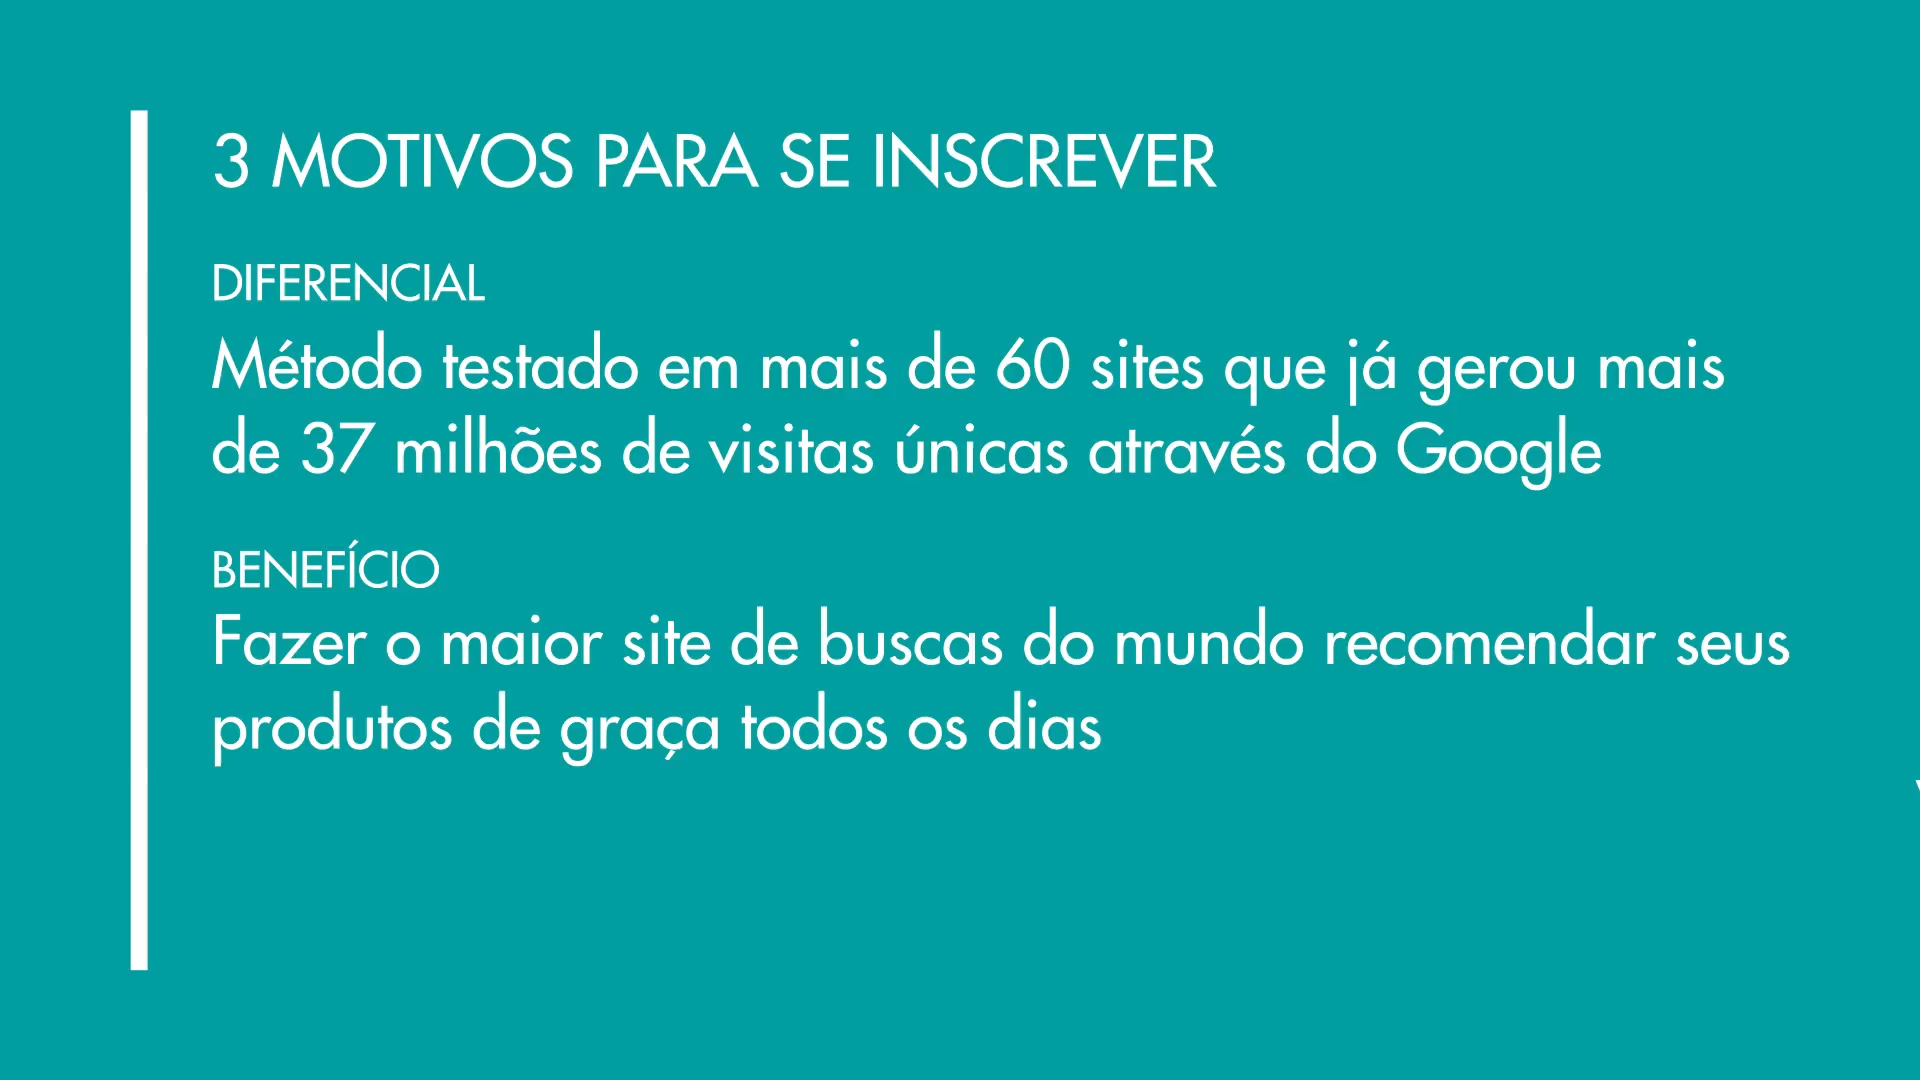 3 MOTIVOS PARA SE INSCREVER
DIFERENCIAL
Método testado em mais de 60 sites que já gerou mais
de 37 milhões de visitas únicas através do Google
BENEFÍCIO
Fazer o maior site de buscas do mundo recomendar seus
produtos de graça todos os dias